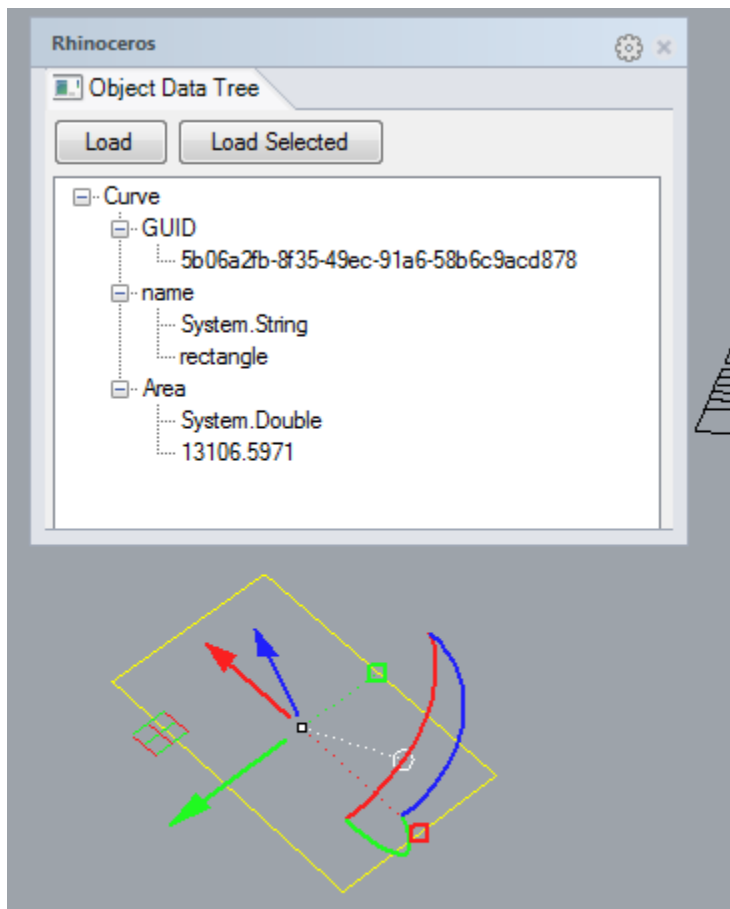 Rhinoceros
Object Data Tree
Load Load Selected
Curve
GUID
5b06a2fb-8f35-49ec-91a6-58b6c9acd878
name
System.String
rectangle
Area
System.Double
13106.5971